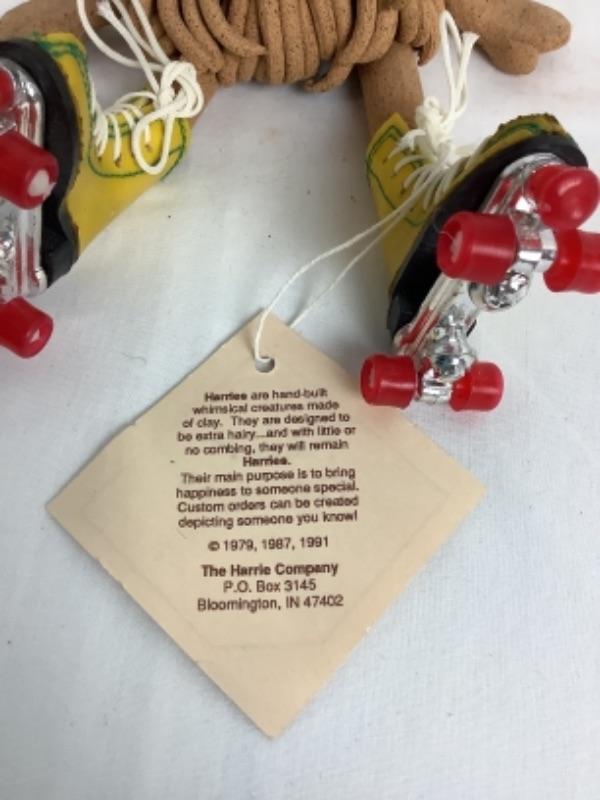 Harries are hand-built
whimsical creatures made
of clay. They are designed to
be extra hairy...and with little or
no combing, they will remain
Harries.
Their main purpose is to bring
happiness to someone special.
Custom orders can be created
depicting someone you know!
© 1979, 1987, 1991
The Harrie Company
P.O. Box 3145
Bloomington, IN 47402